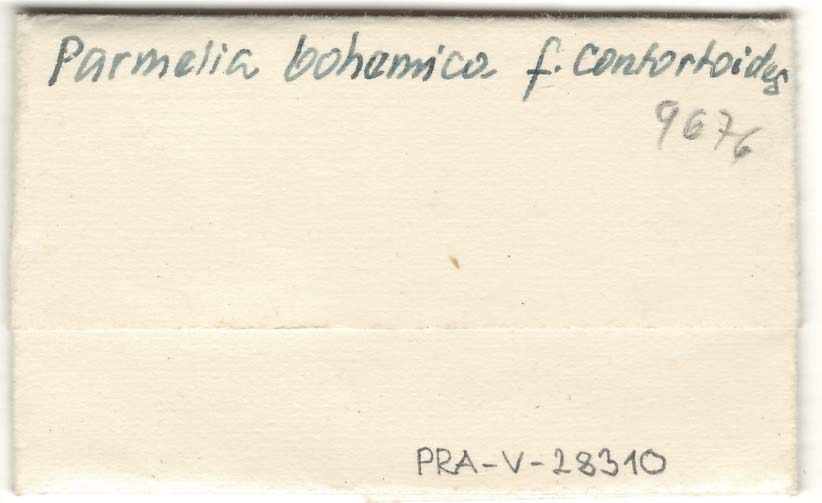 Parmelia bohemica f. contortoides
9676
PRA-V-28310